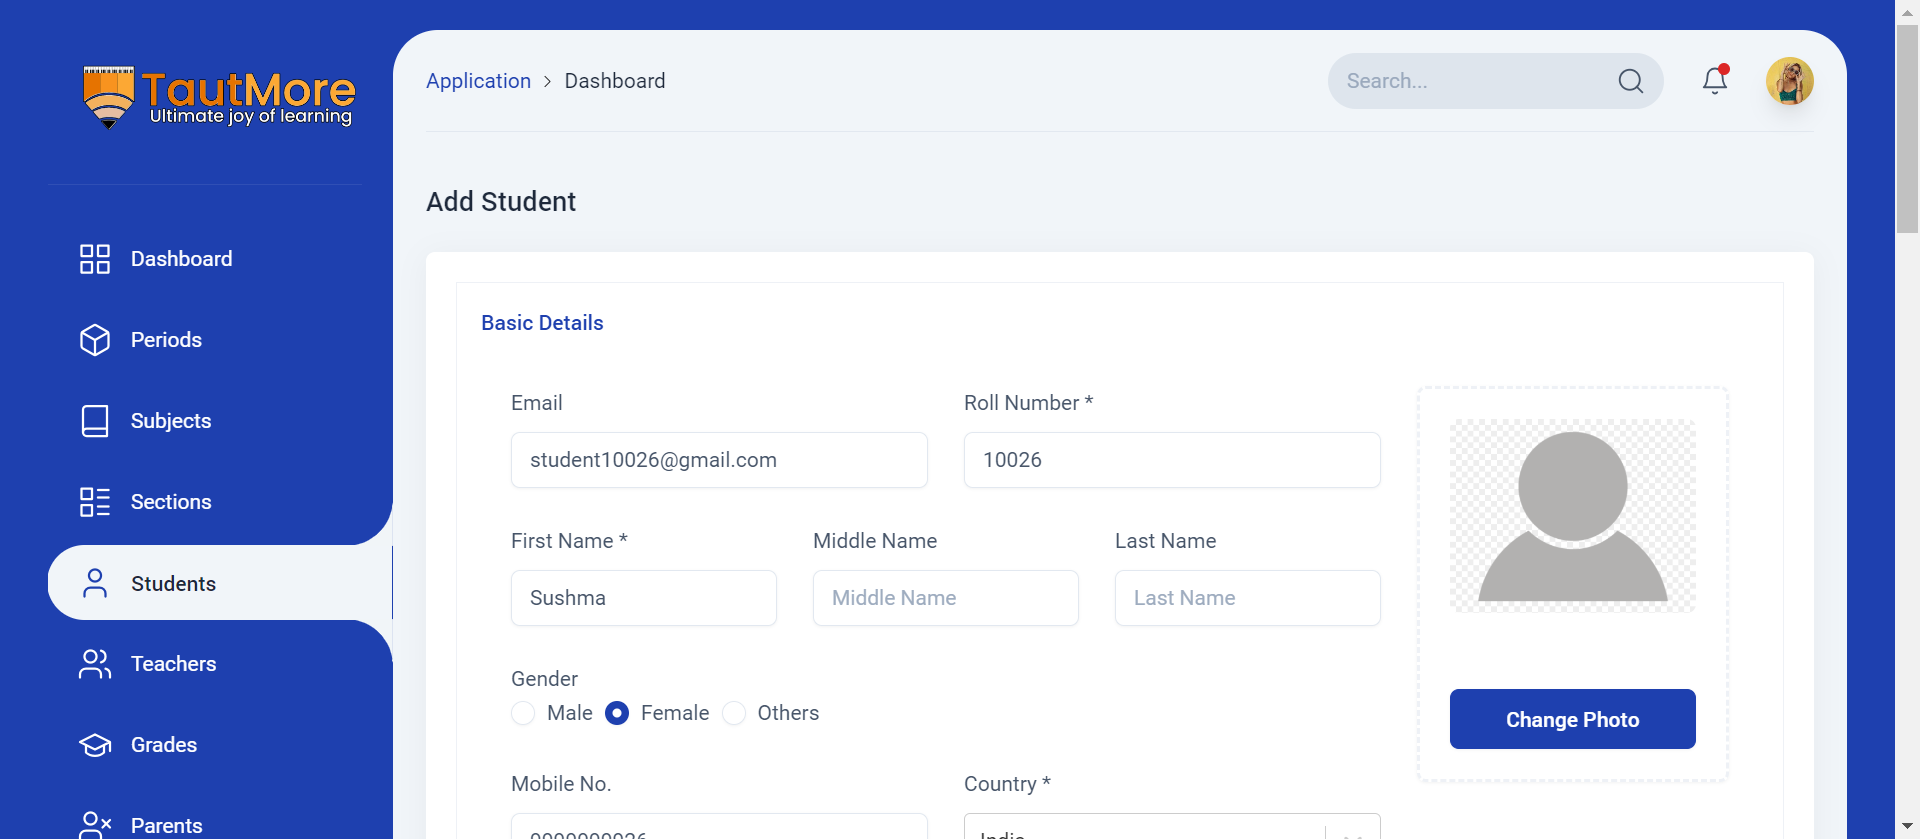 TautMore
Ultimate joy of learning
Application > Dashboard
Search...
Dashboard
Periods
Subjects
Sections
Students
Teachers
Grades
Parents
Add Student
Basic Details
Email
Roll Number *
student10026@gmail.com
10026
First Name *
Middle Name
Last Name
Sushma
Middle Name
Last Name
Gender
Male
Female
Others
Change Photo
Mobile No.
Country *
India